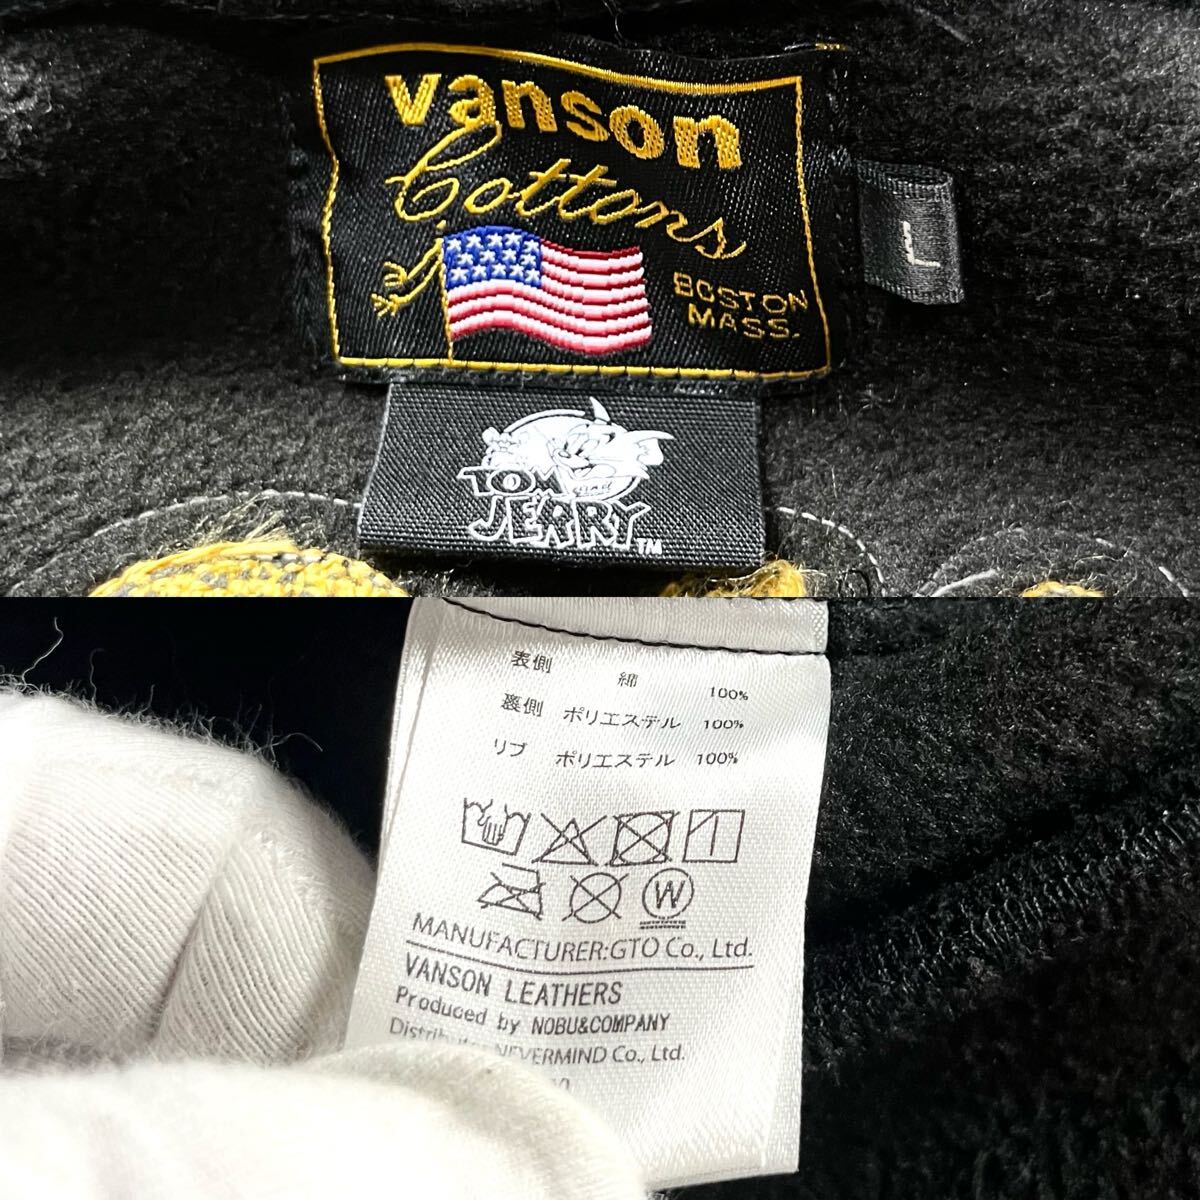 vanson
Cottons
BOSTON
MASS.
L
TOM and
JERRY™
表側 綿 100%
裏側 ポリエステル 100%
リブ ポリエステル 100%
W
MANUFACTURER:GTO Co., Ltd.
VANSON LEATHERS
Produced by NOBU&COMPANY
NEVERMIND Co., Ltd.